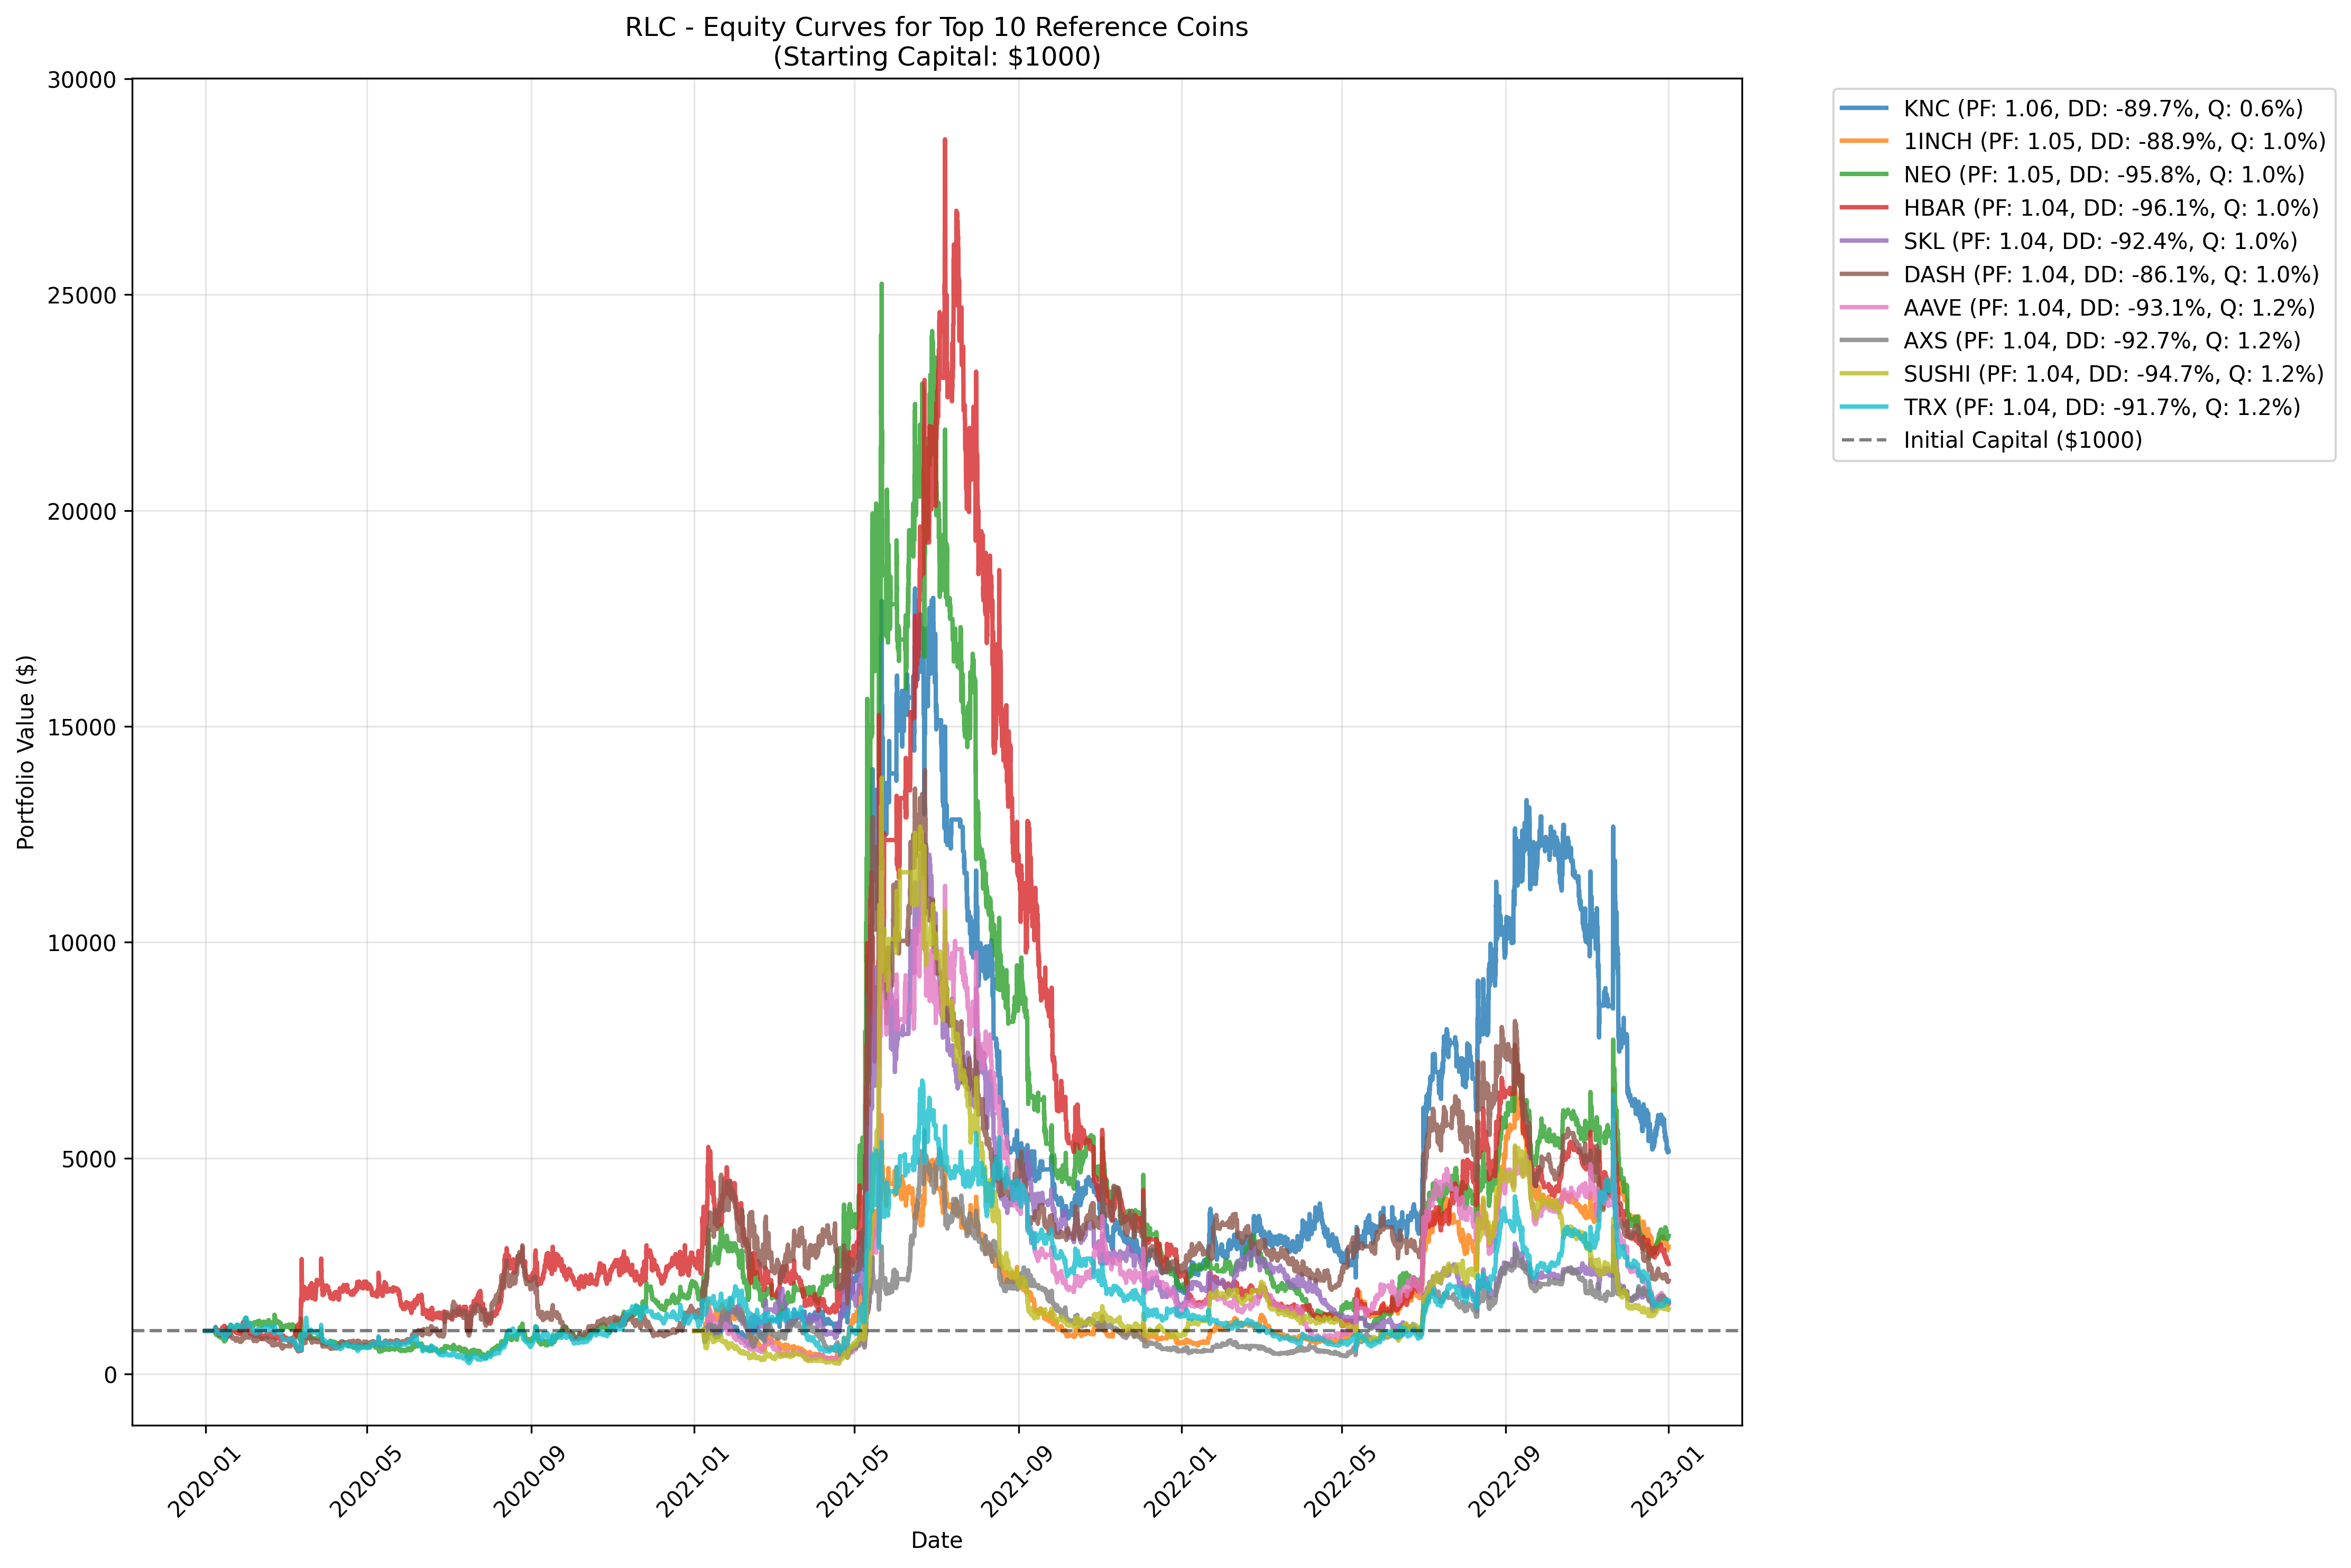 RLC - Equity Curves for Top 10 Reference Coins
(Starting Capital: $1000)
Portfolio Value ($)
30000
25000
20000
15000
10000
5000
0
2020-01
2020-05
2020-09
2021-01
2021-05
2021-09
2022-01
2022-05
2022-09
2023-01
Date
KNC (PF: 1.06, DD: -89.7%, Q: 0.6%)
1INCH (PF: 1.05, DD: -88.9%, Q: 1.0%)
NEO (PF: 1.05, DD: -95.8%, Q: 1.0%)
HBAR (PF: 1.04, DD: -96.1%, Q: 1.0%)
SKL (PF: 1.04, DD: -92.4%, Q: 1.0%)
DASH (PF: 1.04, DD: -86.1%, Q: 1.0%)
AAVE (PF: 1.04, DD: -93.1%, Q: 1.2%)
AXS (PF: 1.04, DD: -92.7%, Q: 1.2%)
SUSHI (PF: 1.04, DD: -94.7%, Q: 1.2%)
TRX (PF: 1.04, DD: -91.7%, Q: 1.2%)
Initial Capital ($1000)